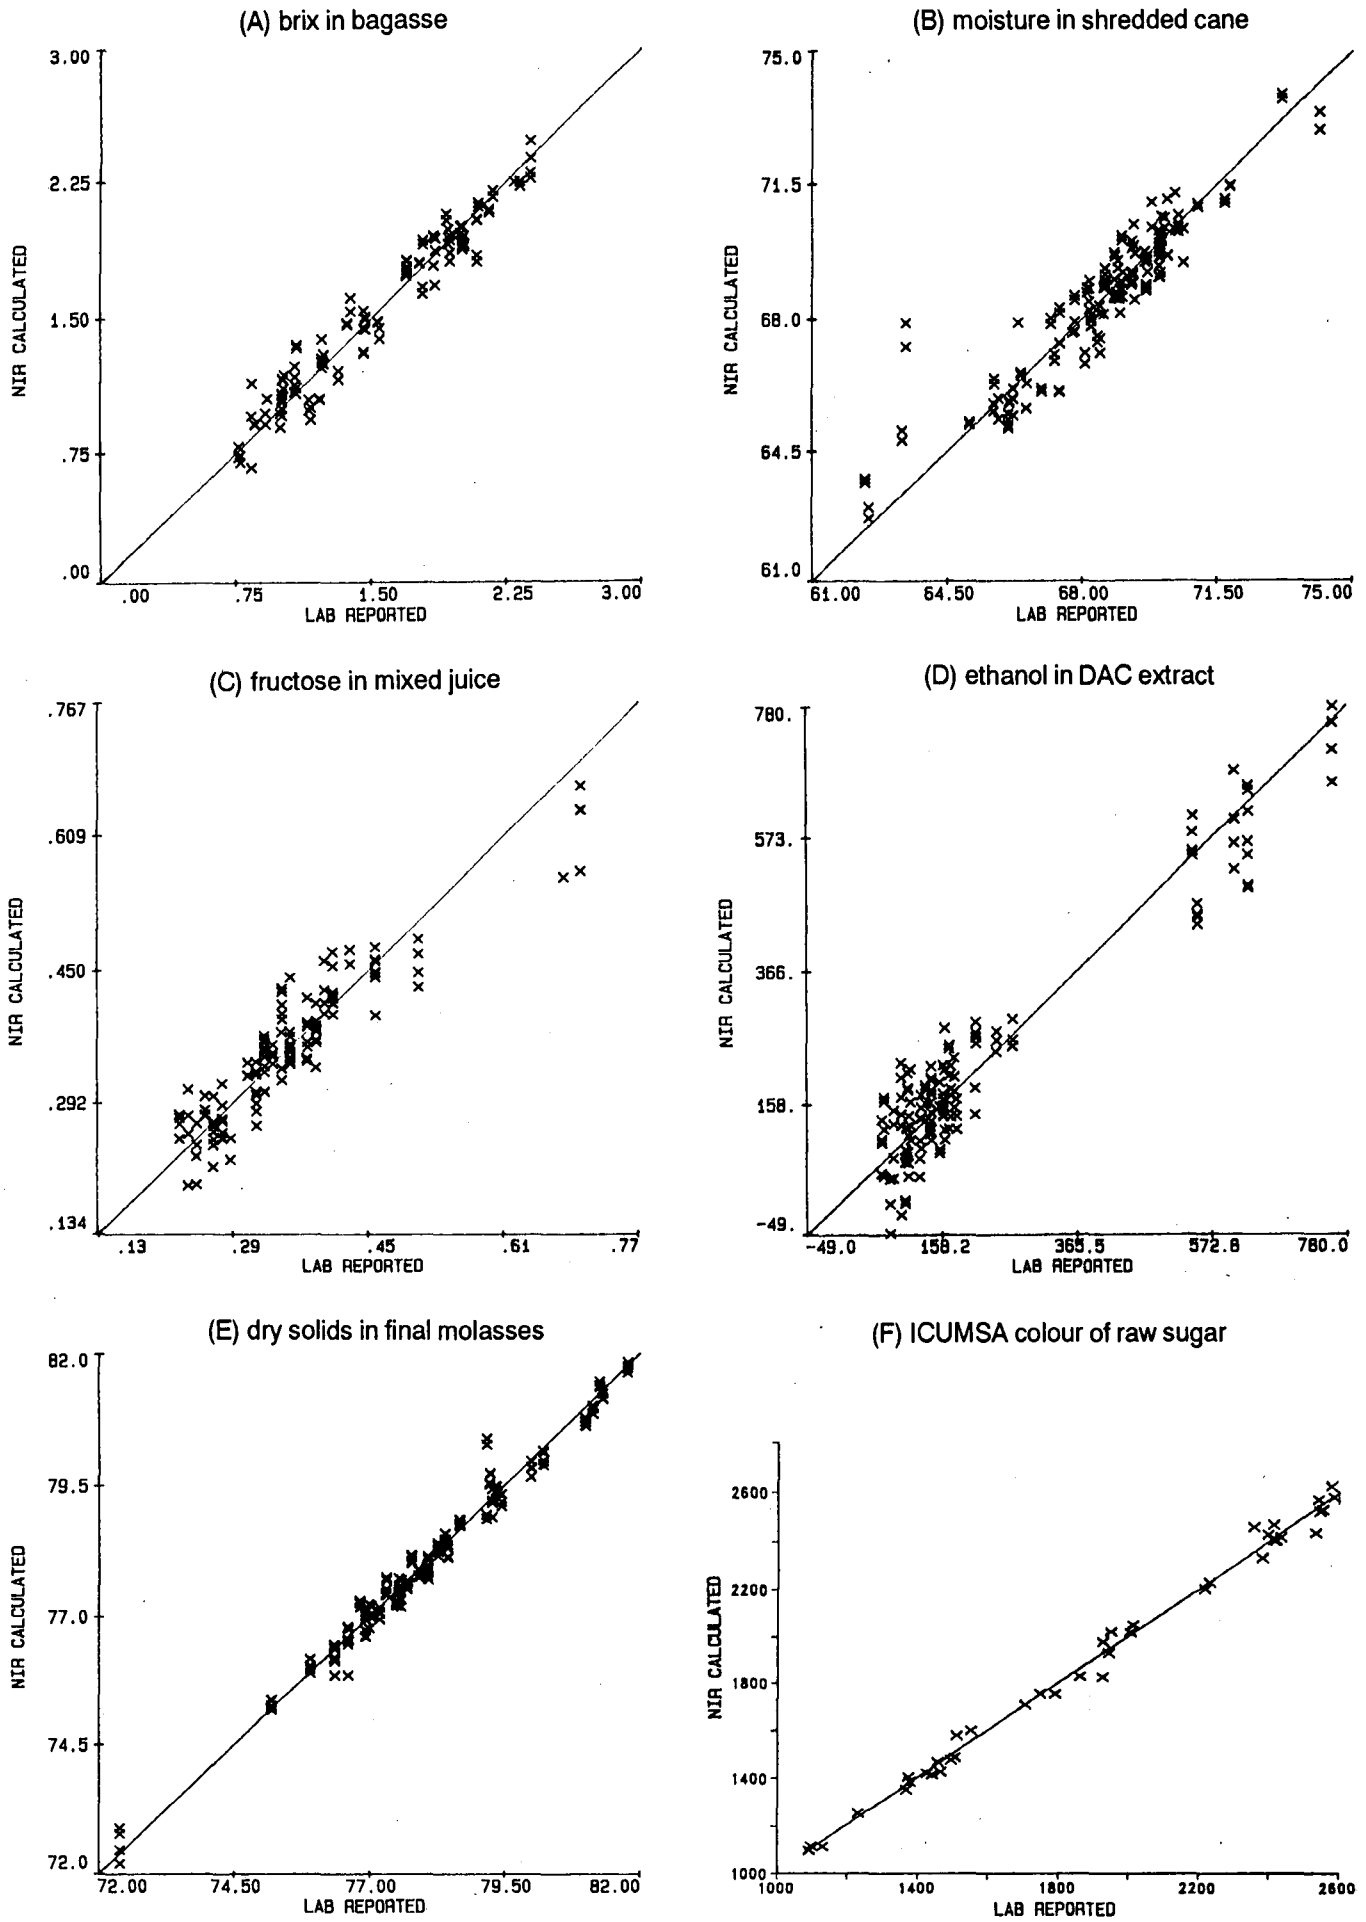 (A) brix in bagasse
3.00
2.25
1.50
.75
.00
NIR CALCULATED
.00 .75 1.50 2.25 3.00
LAB REPORTED
(B) moisture in shredded cane
75.0
71.5
68.0
64.5
61.0
NIR CALCULATED
61.00 64.50 68.00 71.50 75.00
LAB REPORTED
(C) fructose in mixed juice
.767
.609
.450
.292
.134
NIR CALCULATED
.13 .29 .45 .61 .77
LAB REPORTED
(D) ethanol in DAC extract
780.
573.
366.
158.
-49.
NIR CALCULATED
-49.0 158.2 365.5 572.8 780.0
LAB REPORTED
(E) dry solids in final molasses
82.0
79.5
77.0
74.5
72.0
NIR CALCULATED
72.00 74.50 77.00 79.50 82.00
LAB REPORTED
(F) ICUMSA colour of raw sugar
2600
2200
1800
1400
1000
NIR CALCULATED
1000 1400 1800 2200 2600
LAB REPORTED